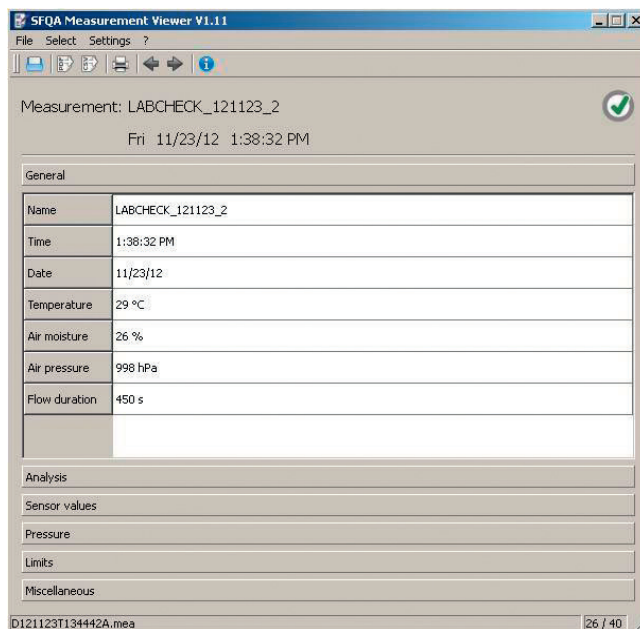 SFQA Measurement Viewer V1.11
File Select Settings ?
Measurement: LABCHECK_121123_2
Fri 11/23/12 1:38:32 PM
General
Name LABCHECK_121123_2
Time 1:38:32 PM
Date 11/23/12
Temperature 29 °C
Air moisture 26 %
Air pressure 998 hPa
Flow duration 450 s
Analysis
Sensor values
Pressure
Limits
Miscellaneous
D121123T134442A.mea 26 / 40